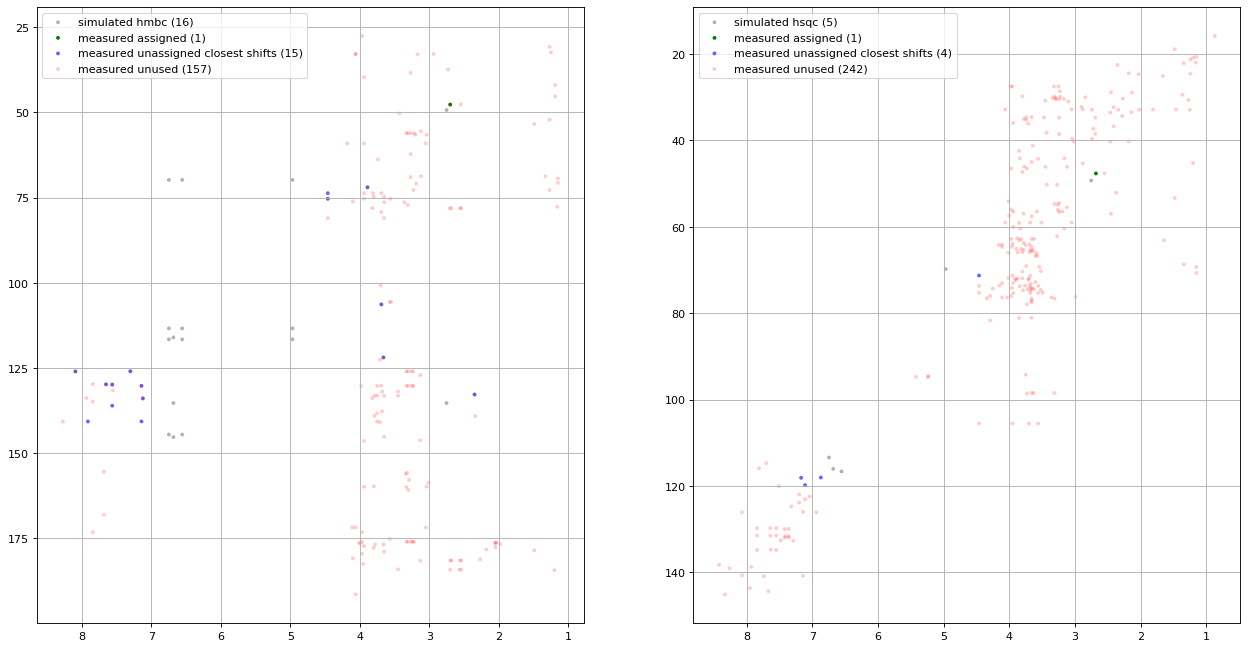 simulated hmbc (16)
measured assigned (1)
measured unassigned closest shifts (15)
measured unused (157)
25
50
75
100
125
150
175
8 7 6 5 4 3 2 1
simulated hsqc (5)
measured assigned (1)
measured unassigned closest shifts (4)
measured unused (242)
20
40
60
80
100
120
140
8 7 6 5 4 3 2 1